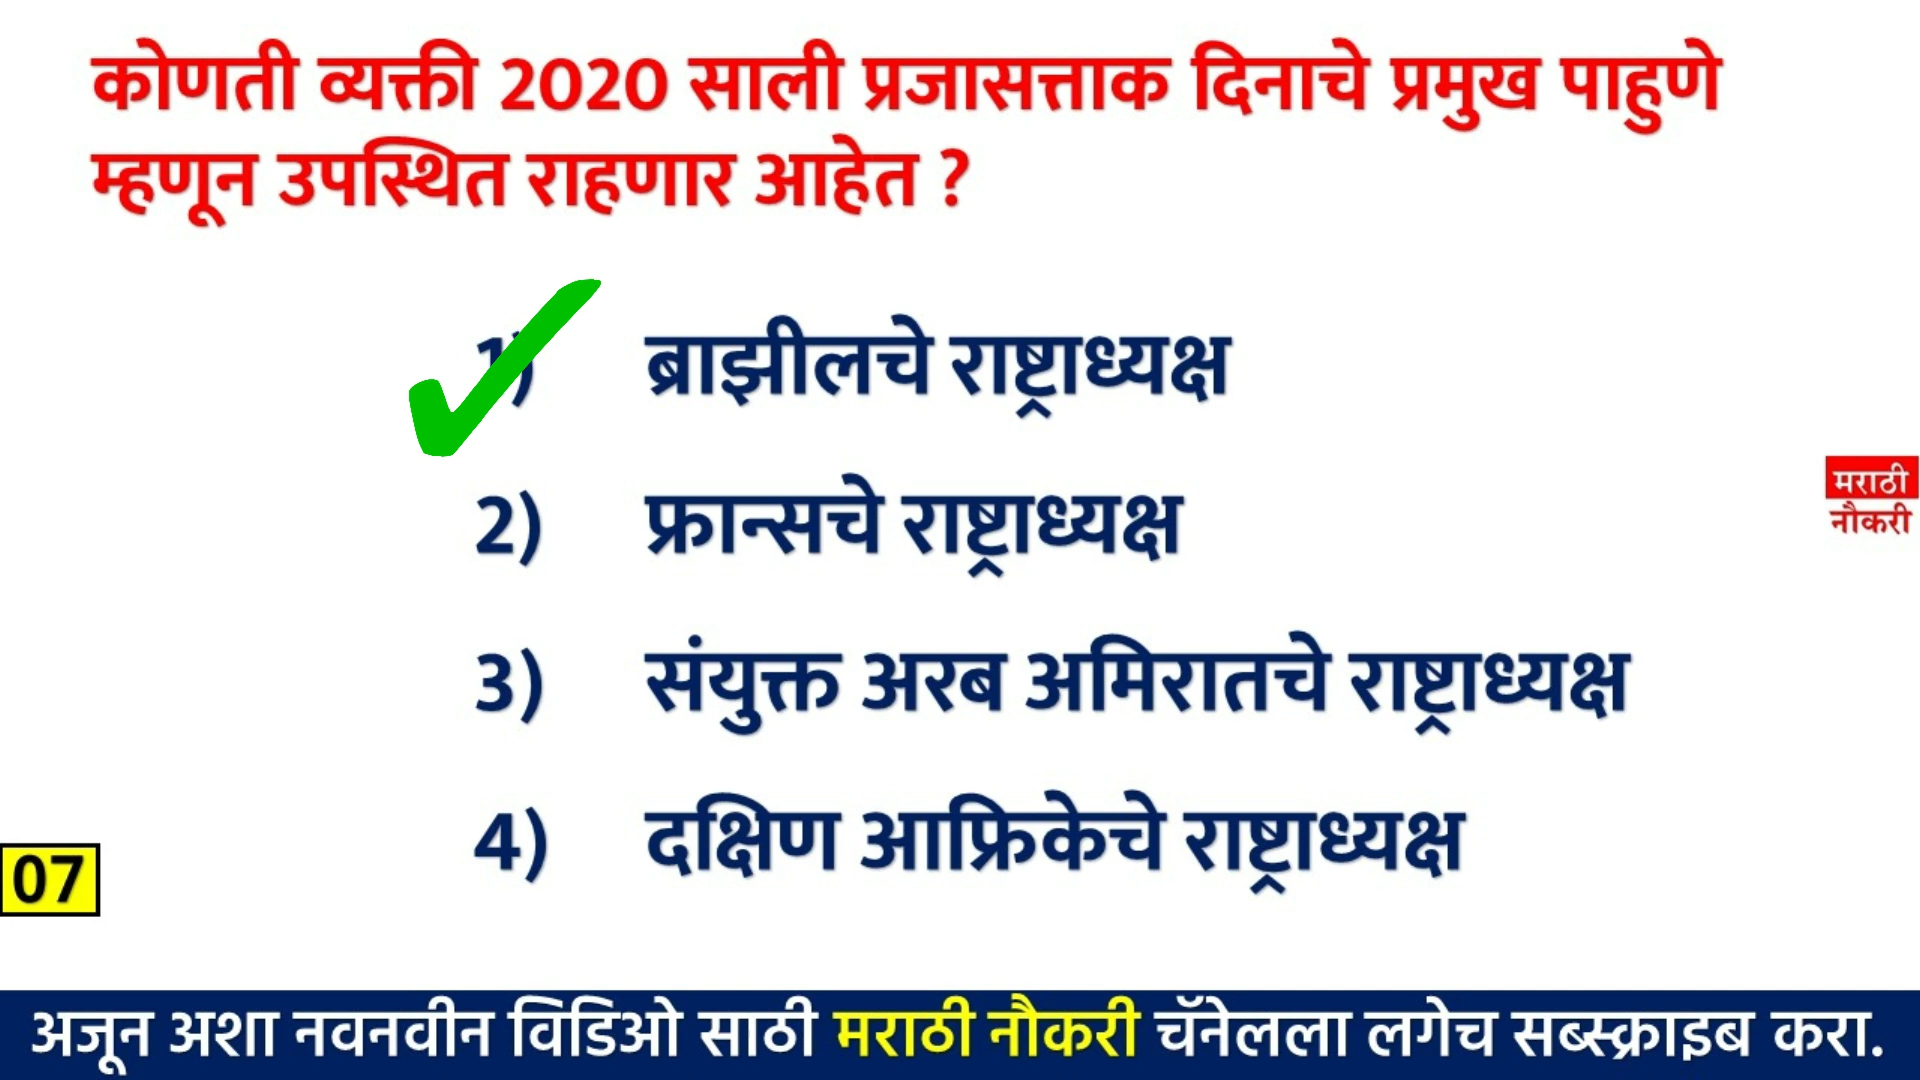 कोणती व्यक्ती 2020 साली प्रजासत्ताक दिनाचे प्रमुख पाहुणे
म्हणून उपस्थित राहणार आहेत ?
1) ब्राझीलचे राष्ट्राध्यक्ष
2) फ्रान्सचे राष्ट्राध्यक्ष
मराठी
नौकरी
3) संयुक्त अरब अमिरातचे राष्ट्राध्यक्ष
4) दक्षिण आफ्रिकेचे राष्ट्राध्यक्ष
07
अजून अशा नवनवीन विडिओ साठी मराठी नौकरी चॅनेलला लगेच सब्स्क्राइब करा.